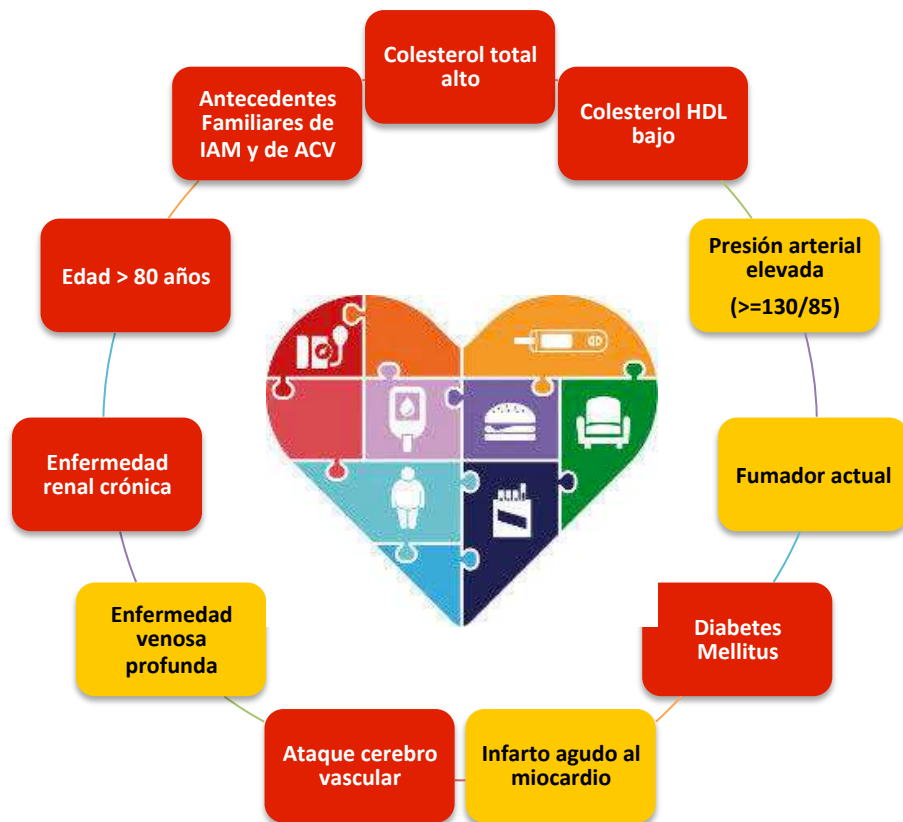 Colesterol total
alto
Colesterol HDL
bajo
Presión arterial
elevada
(>=130/85)
Fumador actual
Diabetes
Mellitus
Infarto agudo al
miocardio
Ataque cerebro
vascular
Enfermedad
venosa
profunda
Enfermedad
renal crónica
Edad > 80 años
Antecedentes
Familiares de
IAM y de ACV